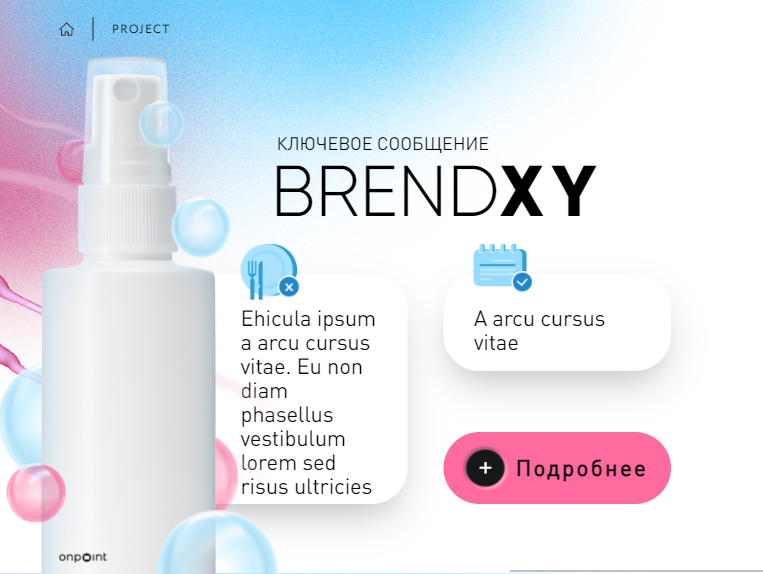 PROJECT
КЛЮЧЕВОЕ СООБЩЕНИЕ
BRENDXY
Ehicula ipsum
a arcu cursus
vitae. Eu non
diam
phasellus
vestibulum
lorem sed
risus ultricies
A arcu cursus
vitae
Подробнее
onpoint